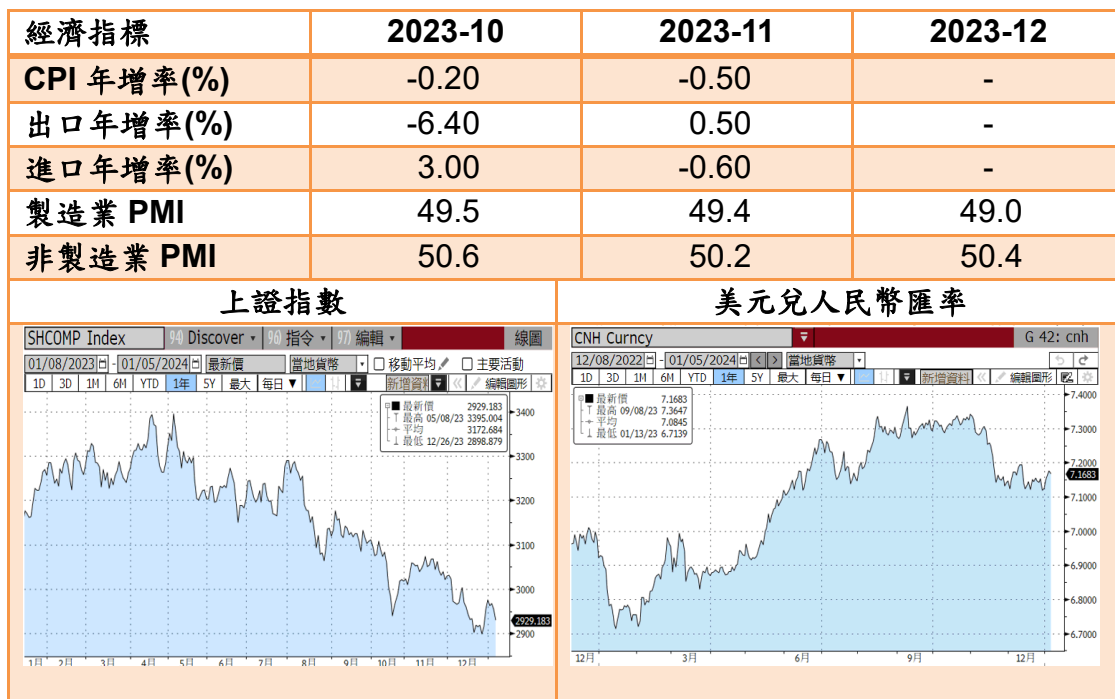 經濟指標 2023-10 2023-11 2023-12
CPI 年增率(%) -0.20 -0.50 -
出口年增率(%) -6.40 0.50 -
進口年增率(%) 3.00 -0.60 -
製造業 PMI 49.5 49.4 49.0
非製造業 PMI 50.6 50.2 50.4
上證指數
SHCOMP Index 94) Discover 96) 指令 97) 編輯 線圖
01/08/2023 - 01/05/2024 最新價 當地貨幣 移動平均 主要活動
1D 3D 1M 6M YTD 1年 5Y 最大 每日 ▼ 新增資料 « 編輯圖形
最新價 2929.183
最高 05/08/23 3395.004
平均 3172.684
最低 12/26/23 2898.879
3400
3300
3200
3100
3000
2929.183
2900
1月 2月 3月 4月 5月 6月 7月 8月 9月 10月 11月 12月
美元兌人民幣匯率
CNH Curncy G 42: cnh
12/08/2022 - 01/05/2024 < > 當地貨幣
1D 3D 1M 6M YTD 1年 5Y 最大 每日 ▼ 新增資料 « 編輯圖形
最新價 7.1683
最高 09/08/23 7.3647
平均 7.0845
最低 01/13/23 6.7139
7.4000
7.3000
7.2000
7.1683
7.1000
7.0000
6.9000
6.8000
6.7000
12月 3月 6月 9月 12月